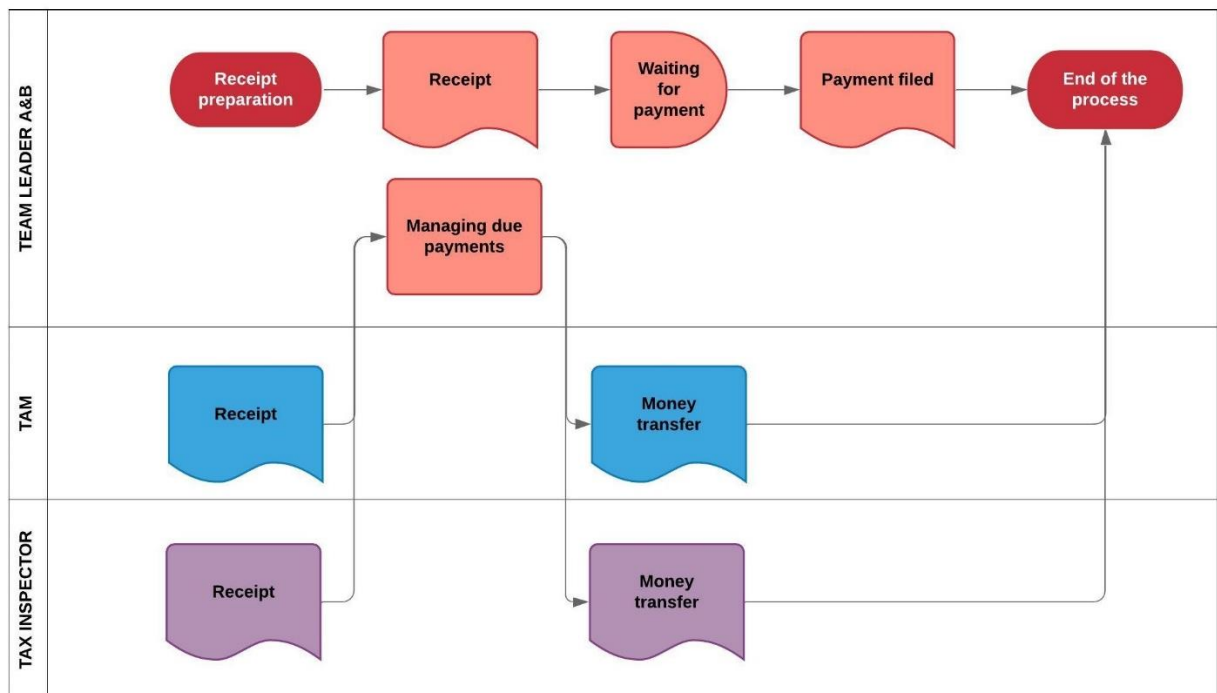 TEAM LEADER A&B
Receipt
preparation
Receipt
Waiting
for
payment
Payment filed
End of the
process
Managing due
payments
TAM
Receipt
Money
transfer
TAX INSPECTOR
Receipt
Money
transfer